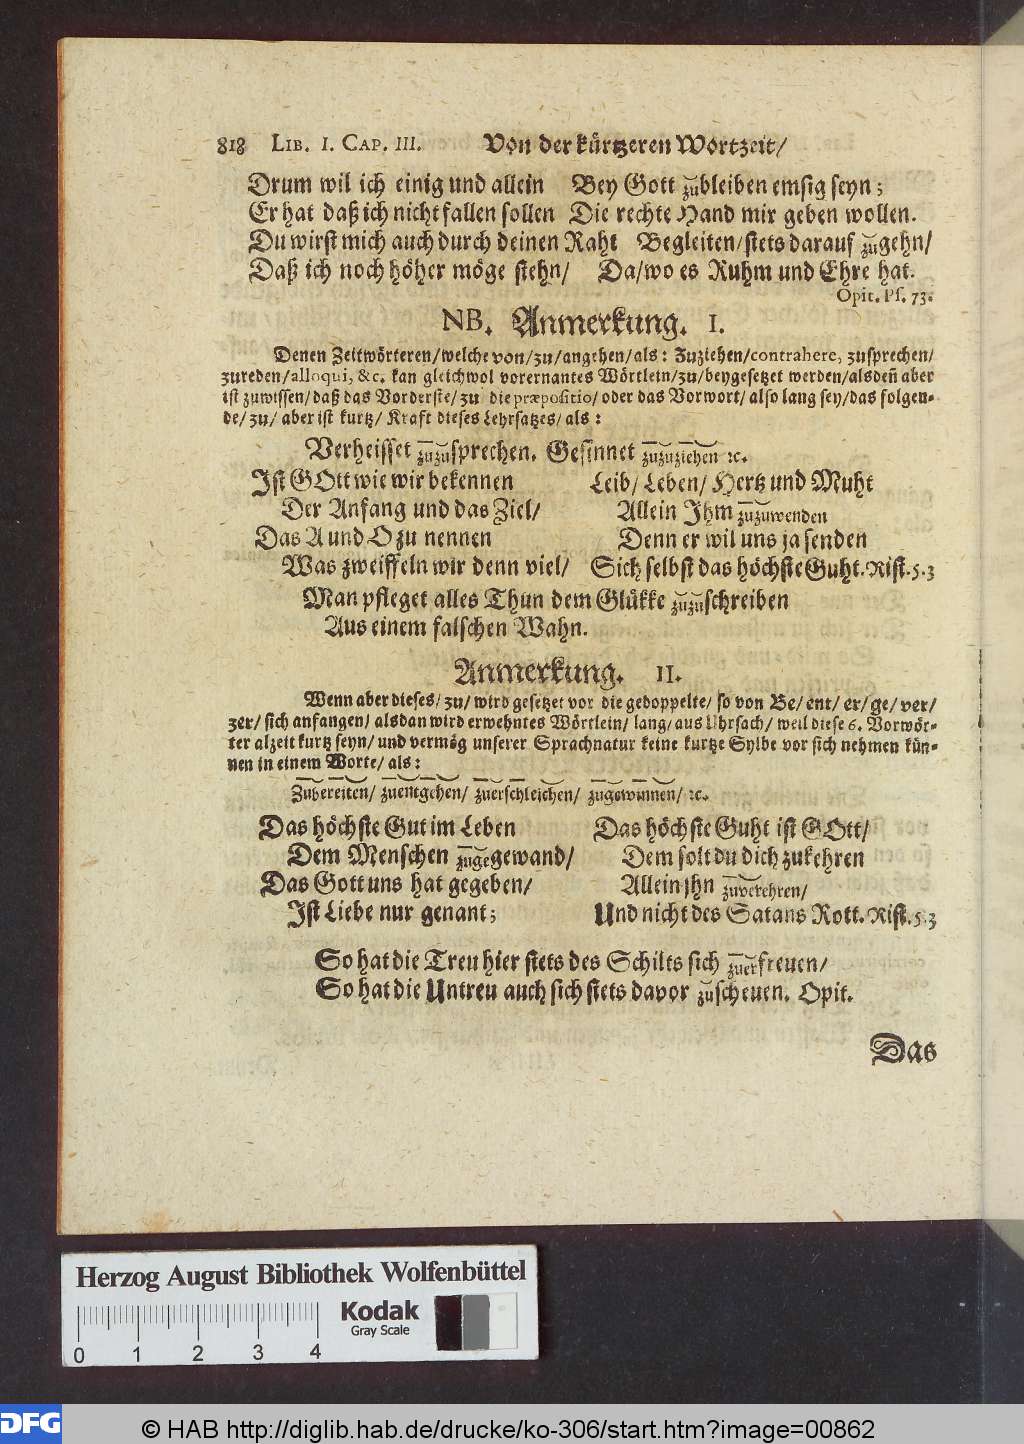 818 LIB. I. CAP. III. Von der kürtzeren Wortzeit/
Drum wil ich einig und allein Bey Gott zubleiben emsig seyn;
Er hat daß ich nicht fallen sollen Die rechte Hand mir geben wollen.
Du wirst mich auch durch deinen Raht Begleiten/stets darauf zugehn/
Daß ich noch höher möge stehn/ Da/wo es Ruhm und Ehre hat.
Opit. Ps. 73.
NB. Anmerkung. I.
Denen Zeitwörteren/welche von/zu/angehen/als: Zuziehen/contrahere, zusprechen/
zureden/alloqui, &c. kan gleichwol vorernantes Wörtlein/zu/beygesetzet werden/alsdeñ aber
ist zuwissen/daß das Vorderste/zu die præpositio/oder das Vorwort/also lang sey/das folgen-
de/zu/aber ist kurtz/Kraft dieses Lehrsatzes/als:
Verheisset zuzusprechen. Gesinnet zuzuziehen ꝛc.
Ist GOtt wie wir bekennen Leib/Leben/Hertz und Muht
Der Anfang und das Ziel/ Allein Ihm zuzuwenden
Das A und O zu nennen Denn er wil uns ja senden
Was zweiffeln wir denn viel/ Sich selbst das höchste Guht. Rist. 5. 3
Man pfleget alles Thun dem Glükke zuzuschreiben
Aus einem falschen Wahn.
Anmerkung. II.
Wenn aber dieses/zu/wird gesetzet vor die gedoppelte/so von Be/ent/er/ge/ver/
zer/sich anfangen/alsdan wird erwehntes Wörtlein/lang/aus Uhrsach/weil diese 6. Vorwör-
ter alzeit kurtz seyn/und vermög unserer Sprachnatur keine kurtze Sylbe vor sich nehmen kün-
nen in einem Worte/als:
Zubereiten/zuentgehen/zuerschleichen/zugewinnen/ꝛc.
Das höchste Gut im Leben Das höchste Guht ist GOtt/
Dem Menschen zugegewand/ Dem solt du dich zukehren
Das Gott uns hat gegeben/ Allein jhn zuverehren/
Ist Liebe nur genant; Und nicht des Satans Rott. Rist. 5. 3
So hat die Treu hier stets des Schilts sich zuerfreuen/
So hat die Untreu auch sich stets davor zuscheuen. Opit.
Das
Herzog August Bibliothek Wolfenbüttel
Kodak
Gray Scale
0 1 2 3 4
DFG © HAB http://diglib.hab.de/drucke/ko-306/start.htm?image=00862